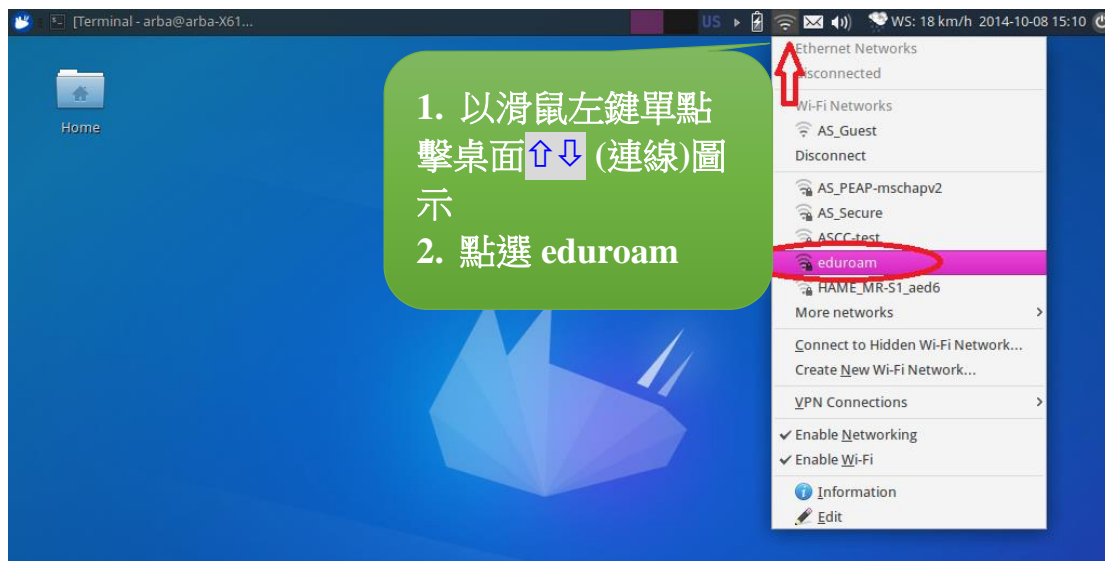 [Terminal - arba@arba-X61...
US
WS: 18 km/h 2014-10-08 15:10
Home
1. 以滑鼠左鍵單點
擊桌面⇧⇩ (連線)圖
示
2. 點選 eduroam
Ethernet Networks
disconnected
Wi-Fi Networks
AS_Guest
Disconnect
AS_PEAP-mschapv2
AS_Secure
ASCC-test
eduroam
HAME_MR-S1_aed6
More networks
Connect to Hidden Wi-Fi Network...
Create New Wi-Fi Network...
VPN Connections
Enable Networking
Enable Wi-Fi
Information
Edit